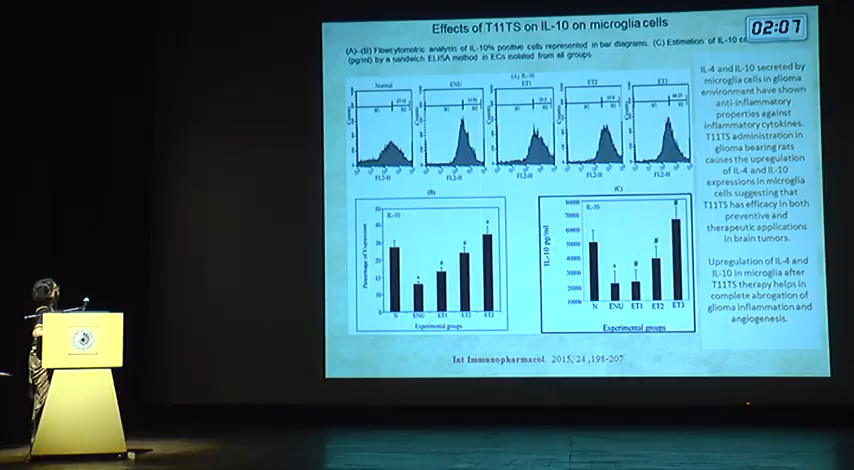 Effects of T11TS on IL-10 on microglia cells
02:07
(A)-(B) Flowcytometric analysis of IL-10% positive cells represented in bar diagrams. (C) Estimation of IL-10
(pg/ml) by a sandwich ELISA method in ECs isolated from all groups
(A) IL-10
Normal
ENU
ET1
ET2
ET3
Counts
Counts
Counts
Counts
Counts
FL2-H
FL2-H
FL2-H
FL2-H
FL2-H
IL-4 and IL-10 secreted by
microglia cells in glioma
environment have shown
anti-inflammatory
properties against
inflammatory cytokines.
T11TS administration in
glioma bearing rats
causes the upregulation
of IL-4 and IL-10
expressions in microglia
cells suggesting that
T11TS has efficacy in both
preventive and
therapeutic applications
in brain tumors.
Upregulation of IL-4 and
IL-10 in microglia after
T11TS therapy helps in
complete abrogation of
glioma inflammation and
angiogenesis.
(B)
IL-10
Percentage of Expression
N ENU ET1 ET2 ET3
Experimental groups
(C)
IL-10
IL-10 pg/ml
N ENU ET1 ET2 ET3
Experimental groups
Int Immunopharmacol. 2015, 24 ,198-207